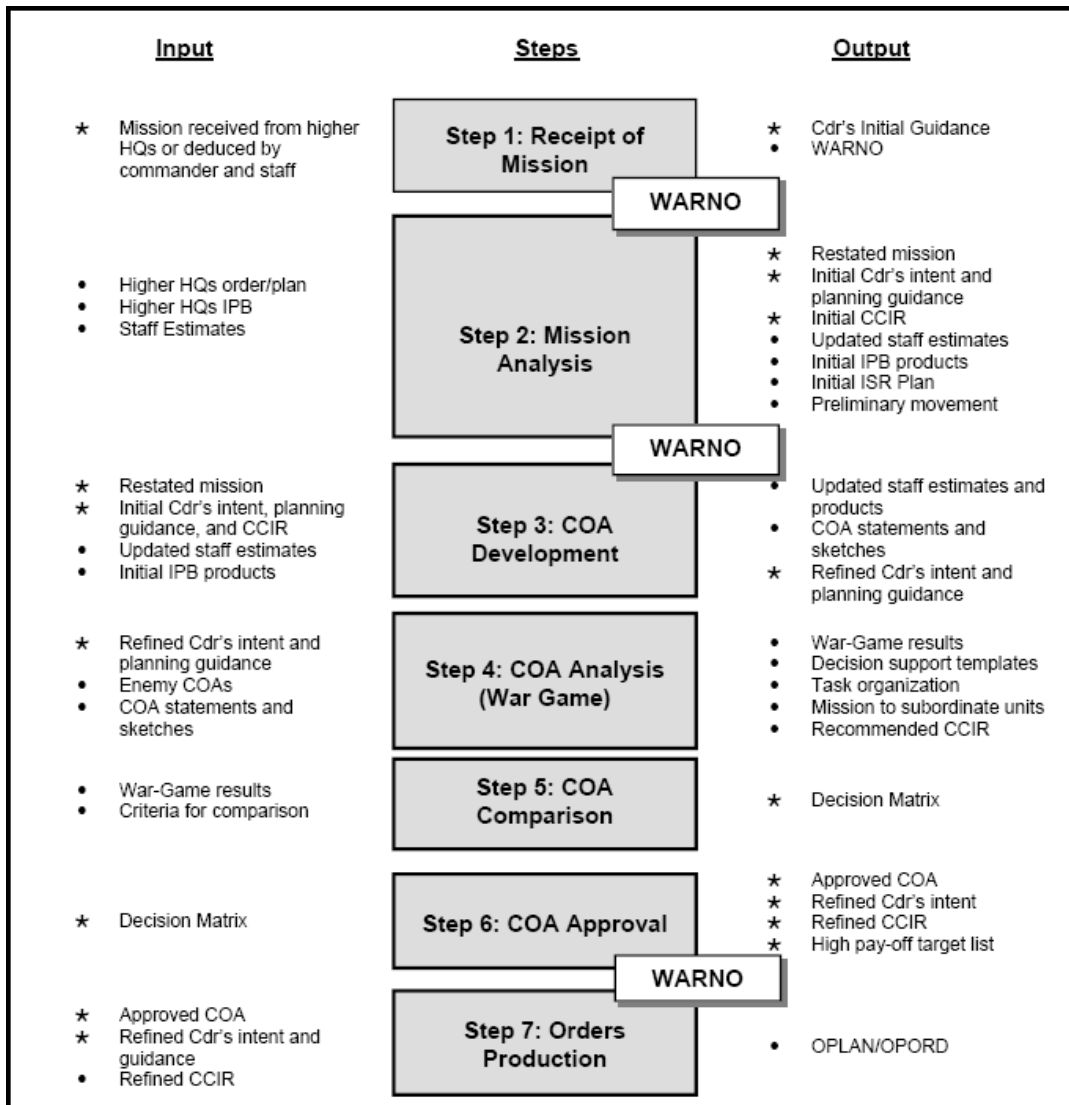 Input Steps Output
★ Mission received from higher
HQs or deduced by
commander and staff
Step 1: Receipt of
Mission
★ Cdr's Initial Guidance
• WARNO
WARNO
• Higher HQs order/plan
• Higher HQs IPB
• Staff Estimates
Step 2: Mission
Analysis
★ Restated mission
★ Initial Cdr's intent and
planning guidance
★ Initial CCIR
• Updated staff estimates
• Initial IPB products
• Initial ISR Plan
• Preliminary movement
WARNO
★ Restated mission
★ Initial Cdr's intent, planning
guidance, and CCIR
• Updated staff estimates
• Initial IPB products
Step 3: COA
Development
• Updated staff estimates and
products
• COA statements and
sketches
★ Refined Cdr's intent and
planning guidance
★ Refined Cdr's intent and
planning guidance
• Enemy COAs
• COA statements and
sketches
Step 4: COA Analysis
(War Game)
• War-Game results
• Decision support templates
• Task organization
• Mission to subordinate units
• Recommended CCIR
• War-Game results
• Criteria for comparison
Step 5: COA
Comparison
★ Decision Matrix
★ Decision Matrix
Step 6: COA Approval
★ Approved COA
★ Refined Cdr's intent
★ Refined CCIR
★ High pay-off target list
WARNO
★ Approved COA
★ Refined Cdr's intent and
guidance
• Refined CCIR
Step 7: Orders
Production
• OPLAN/OPORD